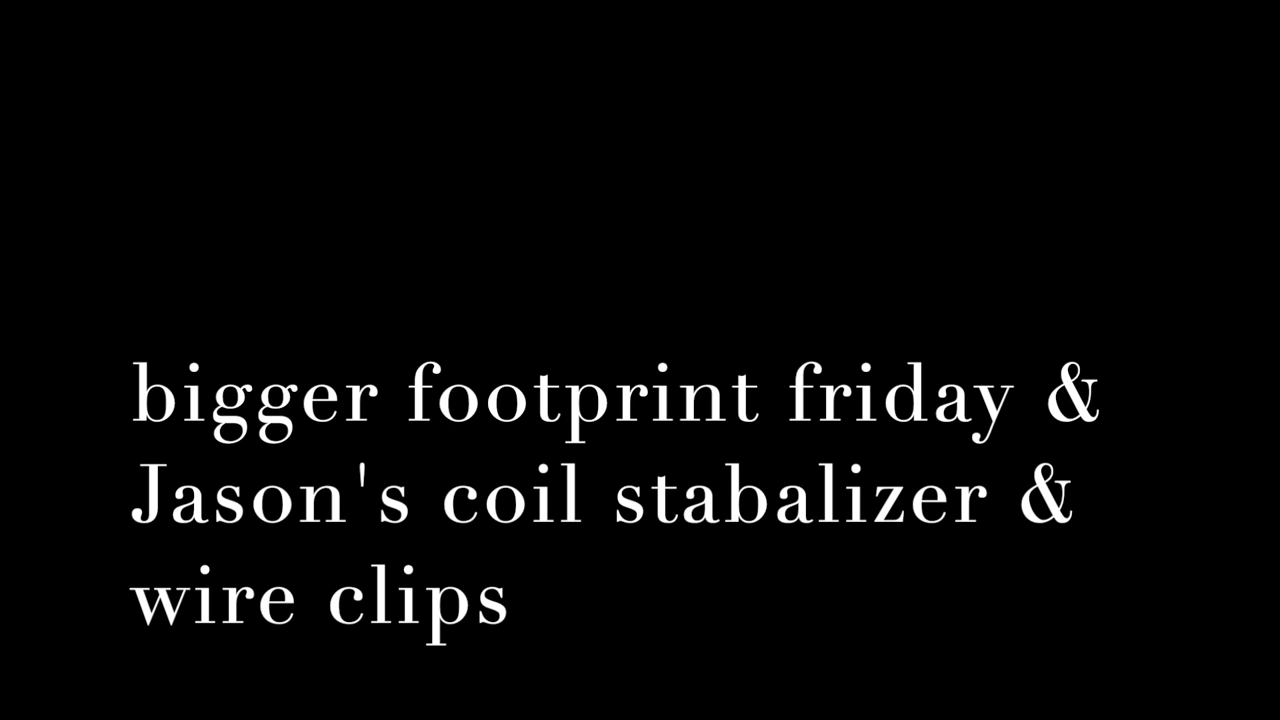 bigger footprint friday &
Jason's coil stabalizer &
wire clips